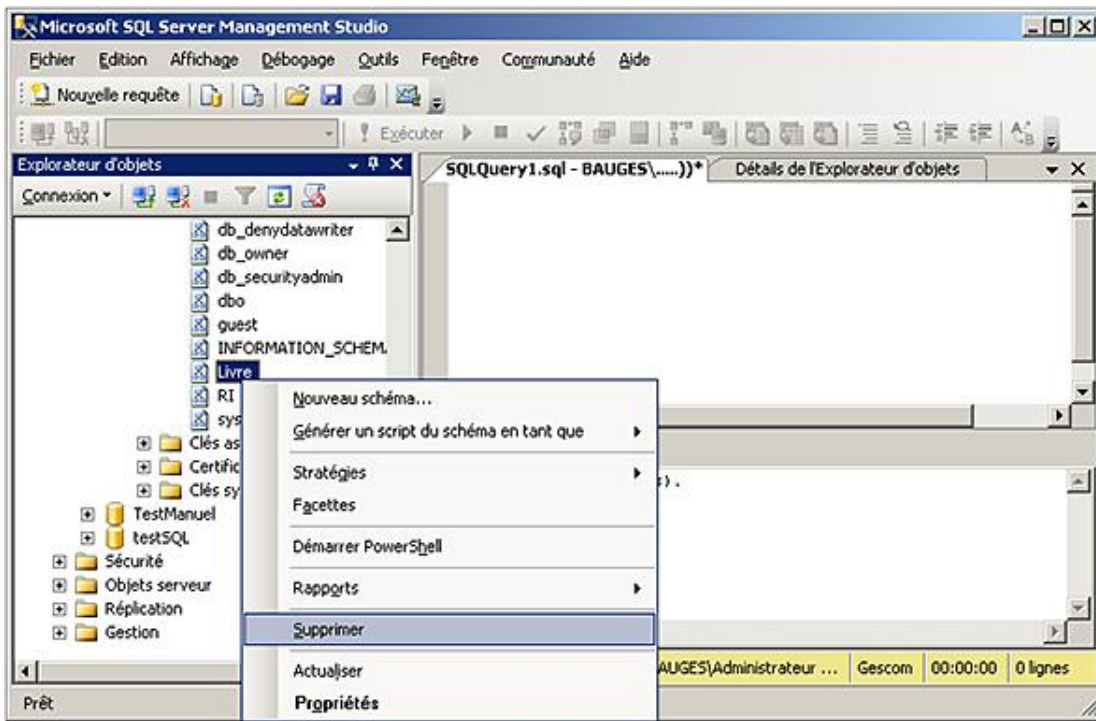 Microsoft SQL Server Management Studio
Fichier Edition Affichage Débogage Outils Fenêtre Communauté Aide
Nouvelle requête
Exécuter
Explorateur d'objets
SQLQuery1.sql - BAUGES\.....))* Détails de l'Explorateur d'objets
Connexion
db_denydatawriter
db_owner
db_securityadmin
dbo
guest
INFORMATION_SCHEM
Livre
RI
sys
Clés as
Certific
Clés sy
TestManuel
testSQL
Sécurité
Objets serveur
Réplication
Gestion
Nouveau schéma...
Générer un script du schéma en tant que
Stratégies
Facettes
Démarrer PowerShell
Rapports
Supprimer
Actualiser
Propriétés
).
AUGES\Administrateur ... Gescom 00:00:00 0 lignes
Prêt